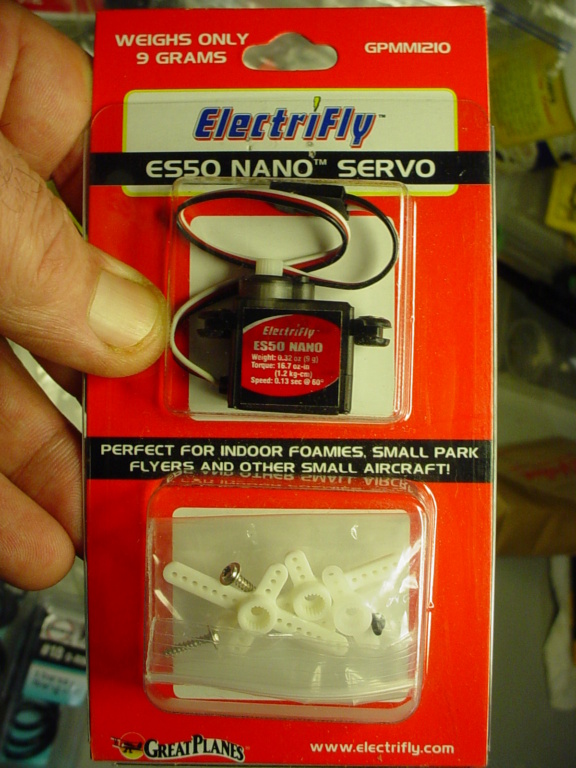 WEIGHS ONLY
9 GRAMS
GPMM1210
ElectriFly™
ES50 NANO™ SERVO
ElectriFly
ES50 NANO
Weight: 0.32 oz (9 g)
Torque: 16.7 oz-in
(1.2 kg-cm)
Speed: 0.13 sec @ 60°
PERFECT FOR INDOOR FOAMIES, SMALL PARK
FLYERS AND OTHER SMALL AIRCRAFT!
GREAT PLANES
www.electrifly.com